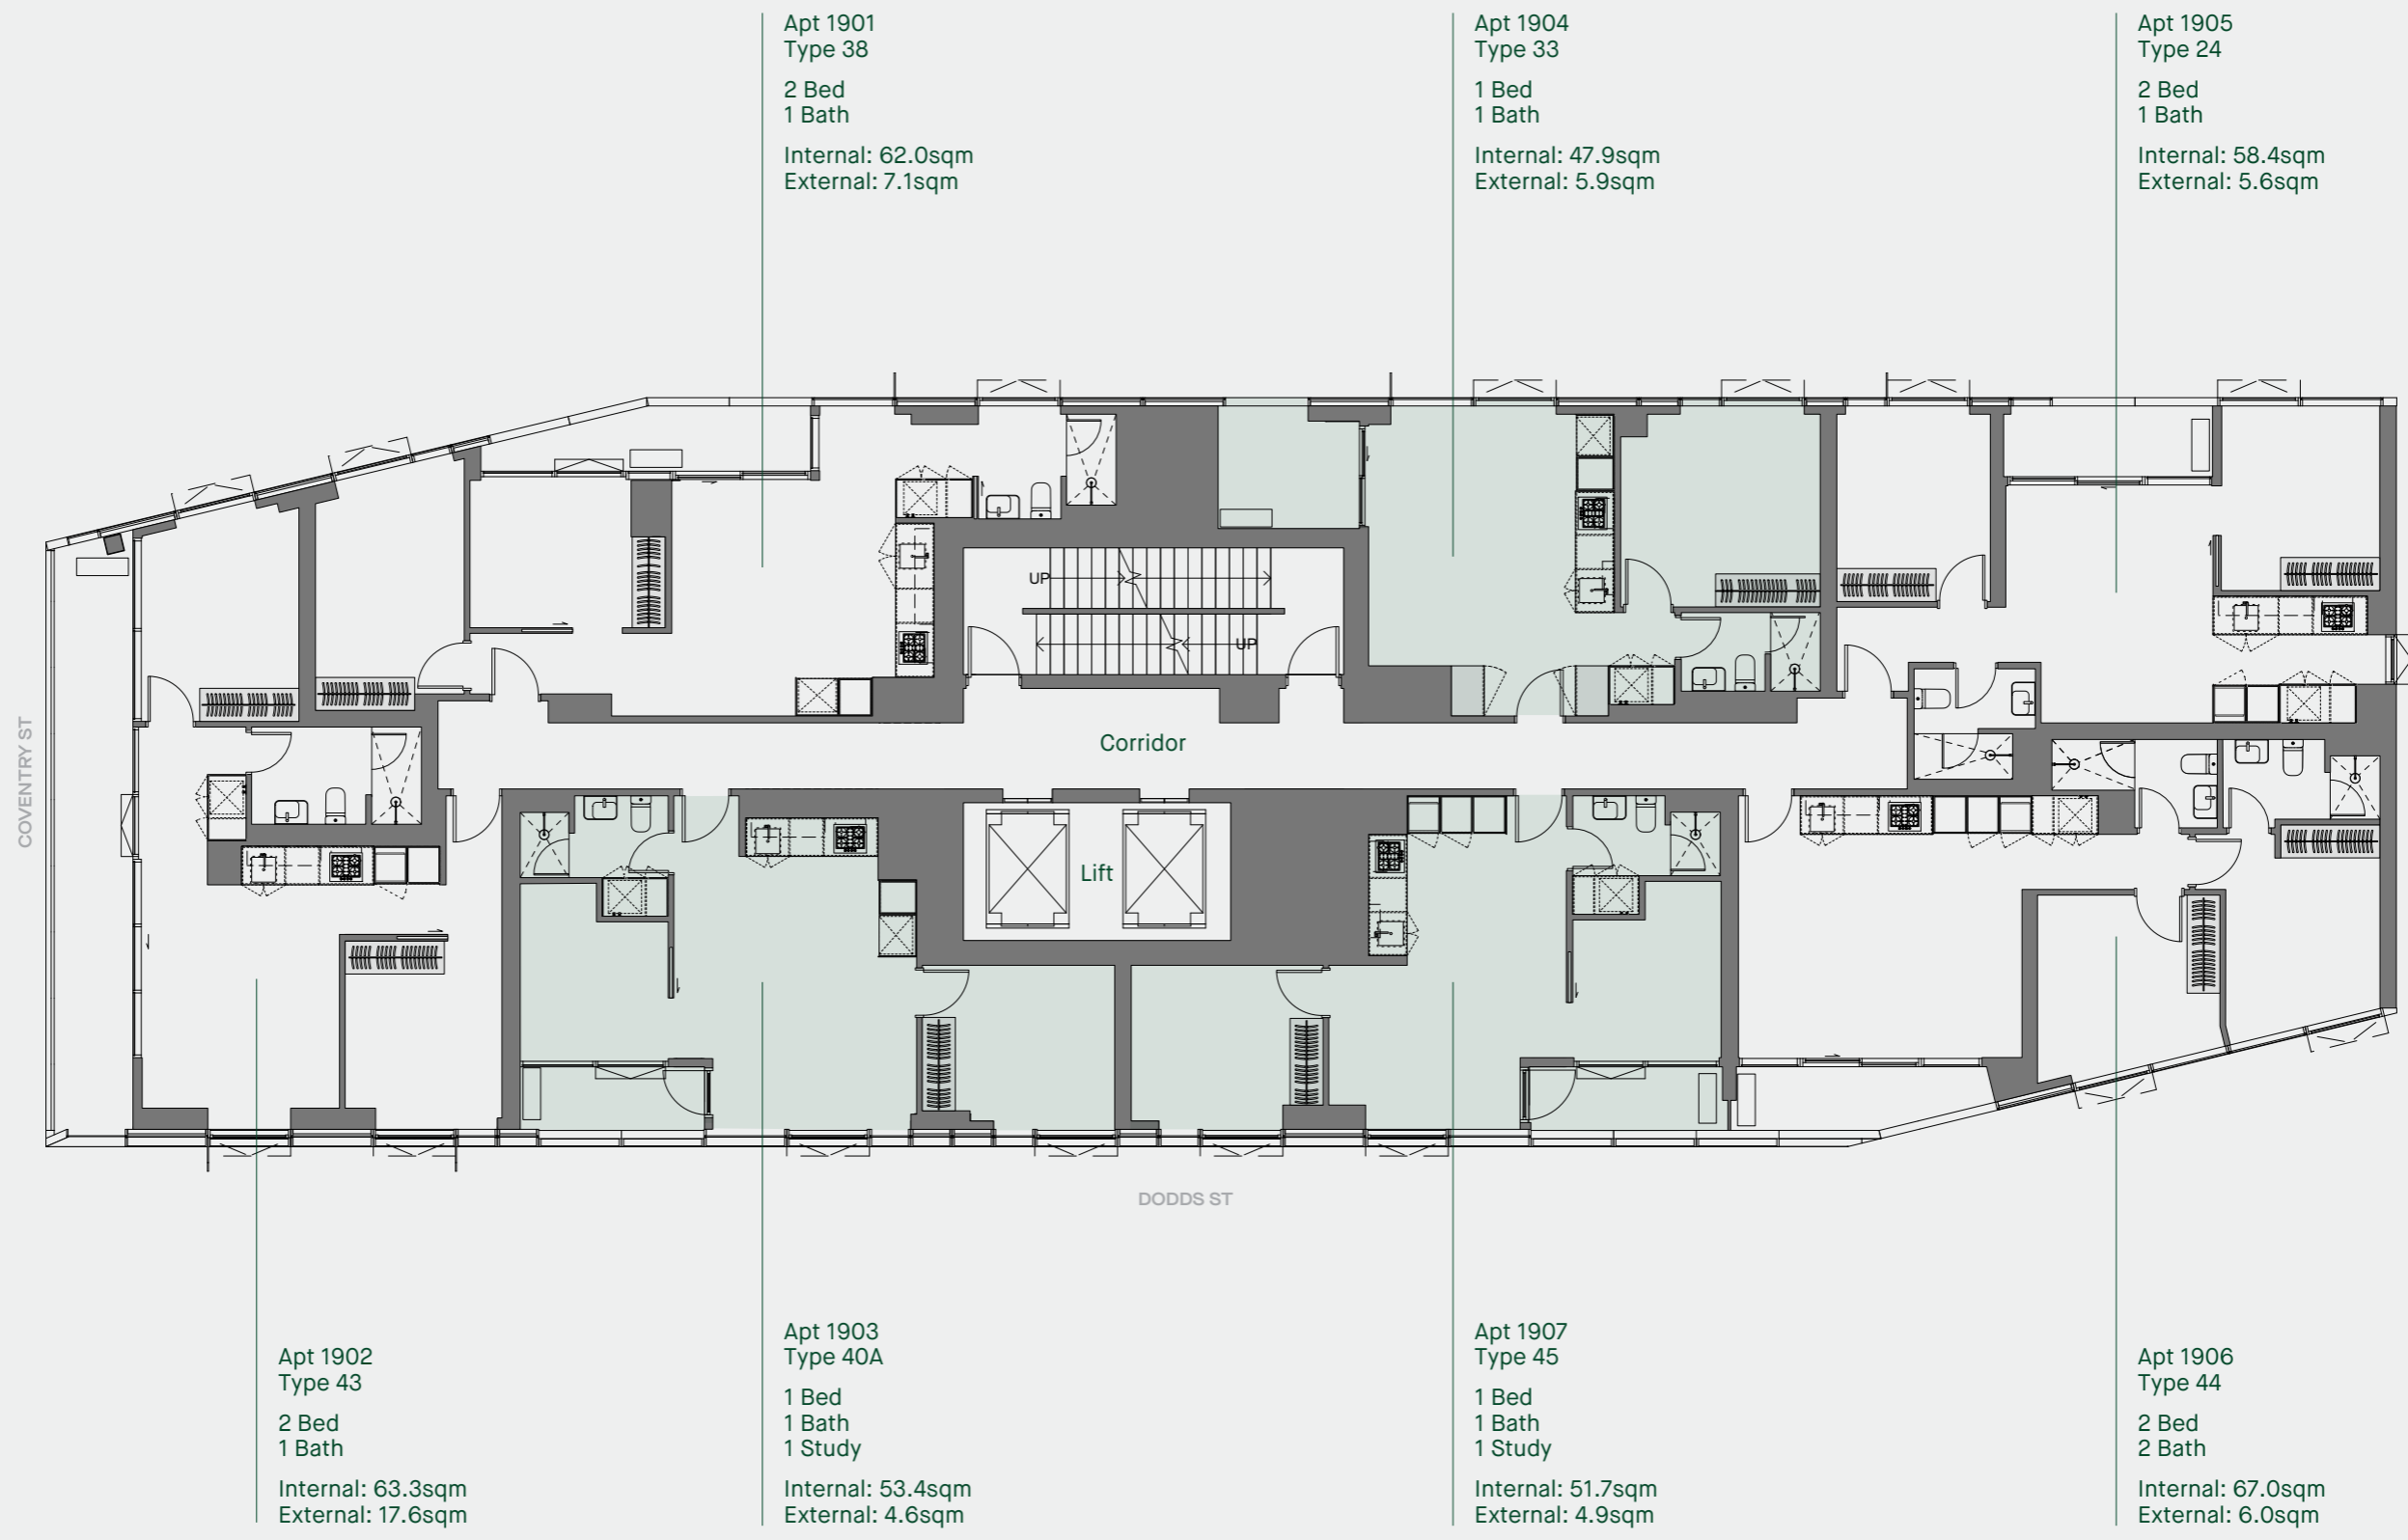 Apt 1901
Type 38
2 Bed
1 Bath
Internal: 62.0sqm
External: 7.1sqm
Apt 1904
Type 33
1 Bed
1 Bath
Internal: 47.9sqm
External: 5.9sqm
Apt 1905
Type 24
2 Bed
1 Bath
Internal: 58.4sqm
External: 5.6sqm
UP
UP
COVENTRY ST
Corridor
Lift
DODDS ST
Apt 1902
Type 43
2 Bed
1 Bath
Internal: 63.3sqm
External: 17.6sqm
Apt 1903
Type 40A
1 Bed
1 Bath
1 Study
Internal: 53.4sqm
External: 4.6sqm
Apt 1907
Type 45
1 Bed
1 Bath
1 Study
Internal: 51.7sqm
External: 4.9sqm
Apt 1906
Type 44
2 Bed
2 Bath
Internal: 67.0sqm
External: 6.0sqm